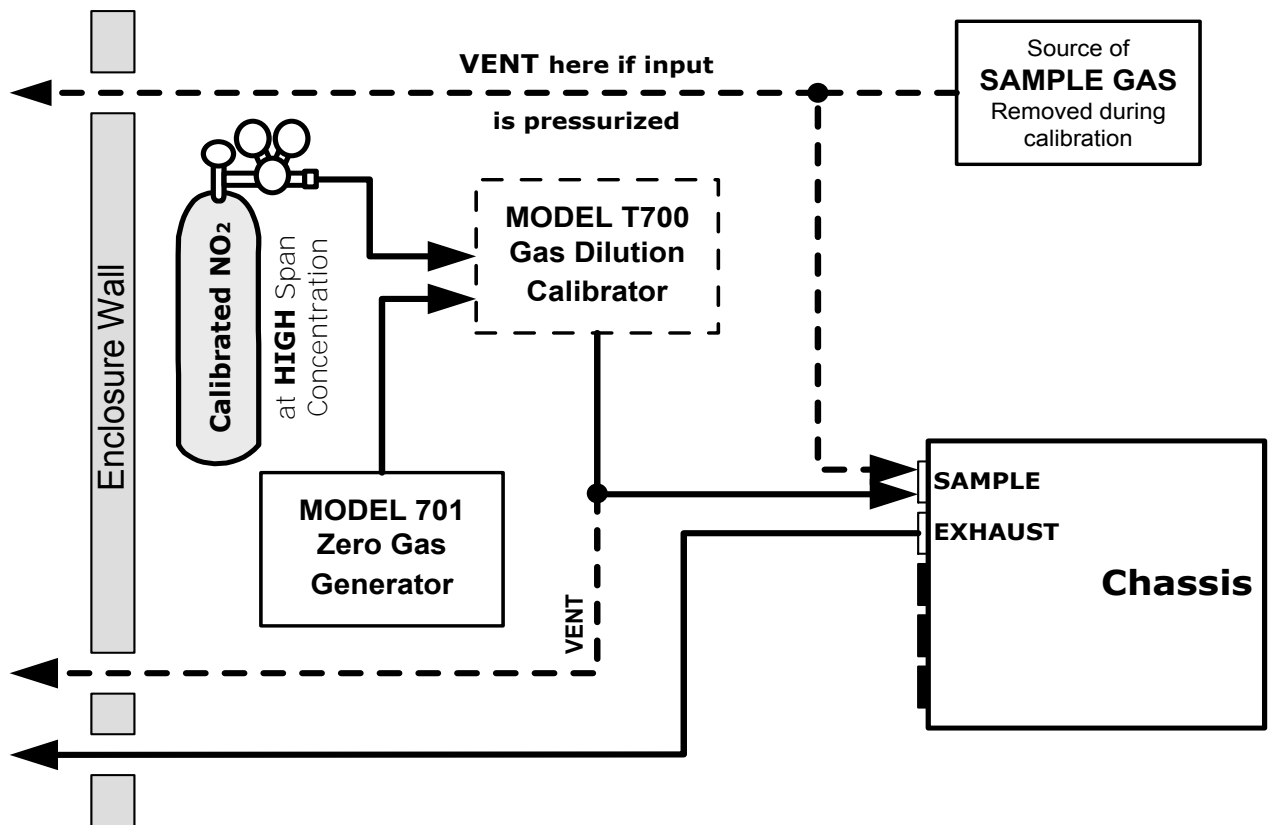 VENT here if input
is pressurized
Source of
SAMPLE GAS
Removed during
calibration
Enclosure Wall
Calibrated NO₂
at HIGH Span
Concentration
MODEL T700
Gas Dilution
Calibrator
MODEL 701
Zero Gas
Generator
VENT
SAMPLE
EXHAUST
Chassis